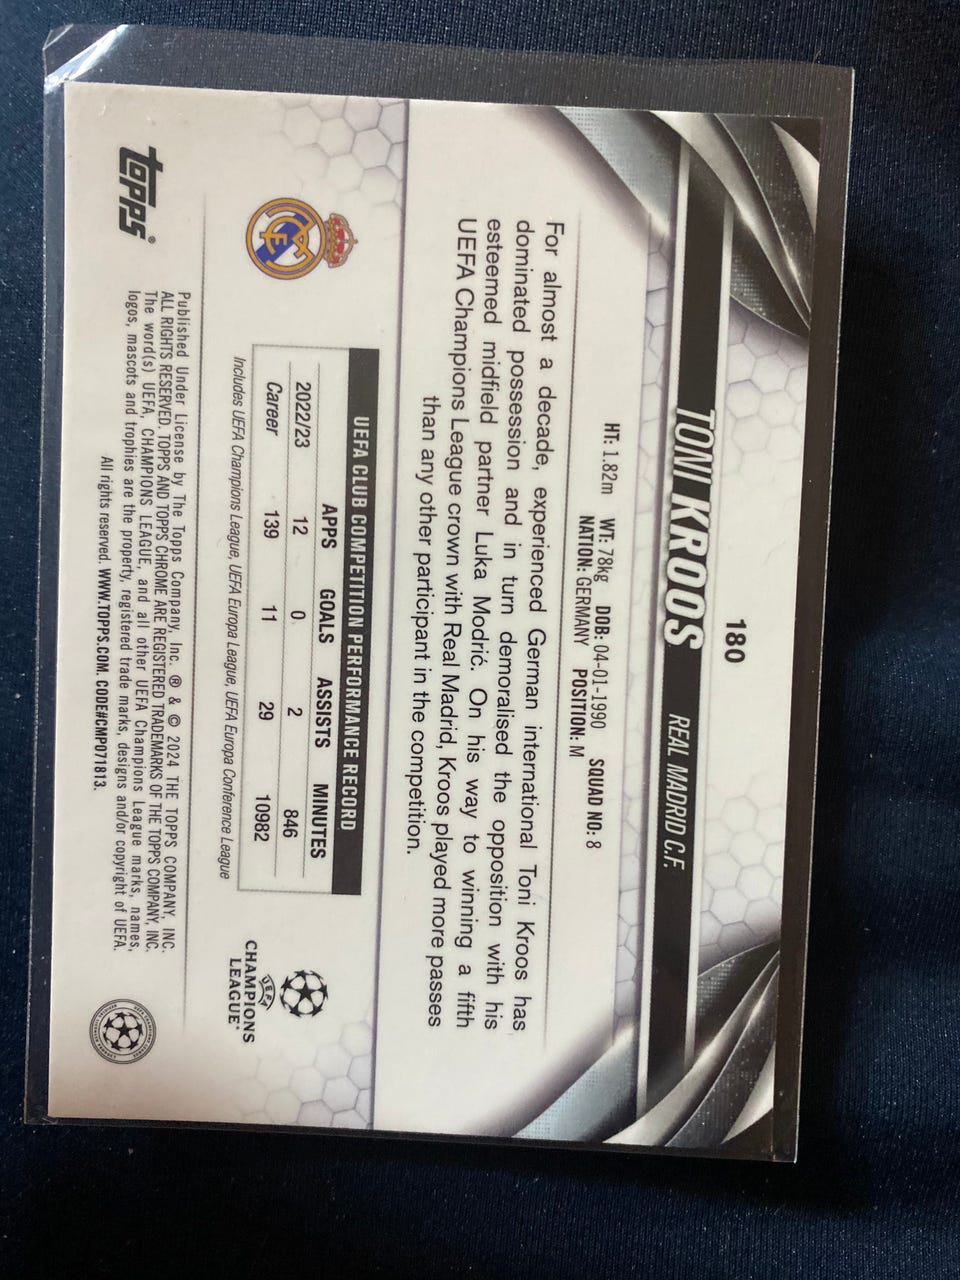 180
TONI KROOS REAL MADRID C.F.
HT: 1.82m WT: 78kg DOB: 04-01-1990 SQUAD NO: 8
NATION: GERMANY POSITION: M
For almost a decade, experienced German international Toni Kroos has
dominated possession and in turn demoralised the opposition with his
esteemed midfield partner Luka Modrić. On his way to winning a fifth
UEFA Champions League crown with Real Madrid, Kroos played more passes
than any other participant in the competition.
UEFA CLUB COMPETITION PERFORMANCE RECORD
APPS GOALS ASSISTS MINUTES
2022/23 12 0 2 846
Career 139 11 29 10982
Includes UEFA Champions League, UEFA Europa League, UEFA Europa Conference League
UEFA
CHAMPIONS
LEAGUE
topps®
Published Under License by The Topps Company, Inc. ® & © 2024 THE TOPPS COMPANY, INC.
ALL RIGHTS RESERVED. TOPPS AND TOPPS CHROME ARE REGISTERED TRADEMARKS OF THE TOPPS COMPANY, INC.
The word(s) UEFA, CHAMPIONS LEAGUE, and all other UEFA Champions League marks, names,
logos, mascots and trophies are the property, registered trade marks, designs and/or copyright of UEFA.
All rights reserved. WWW.TOPPS.COM. CODE#CMP071813.